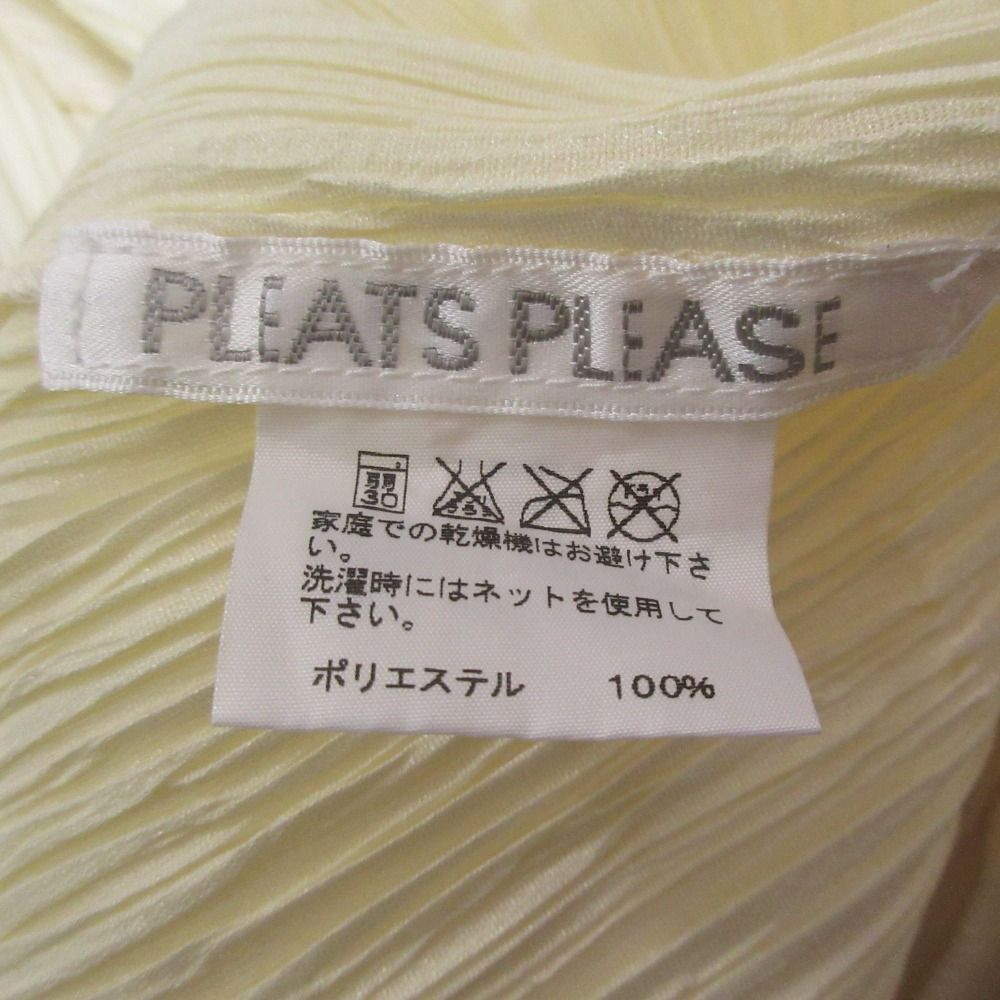 PLEATS PLEASE
弱
30
家庭での乾燥機はお避け下さ
い。
洗濯時にはネットを使用して
下さい。
ポリエステル 100%